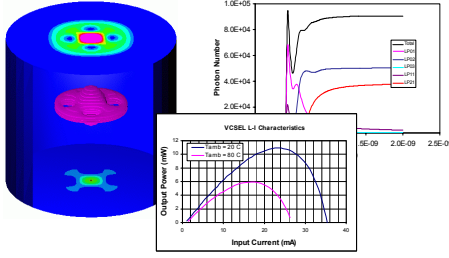 1.0E+05
8.0E+04
6.0E+04
4.0E+04
2.0E+04
Photon Number
Total
LP01
LP02
LP03
LP11
LP21
1.5E-09
2.0E-09
2.5E-09
VCSEL L-I Characteristics
Tamb = 20 C
Tamb = 80 C
12
10
8
6
4
2
0
Output Power (mW)
0
10
20
30
40
Input Current (mA)